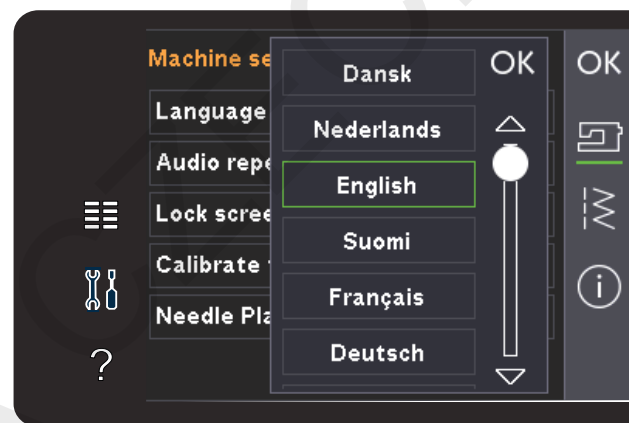 Machine se
Language
Audio repe
Lock scree
Calibrate
Needle Pla
Dansk
Nederlands
English
Suomi
Français
Deutsch
OK
OK
i
?